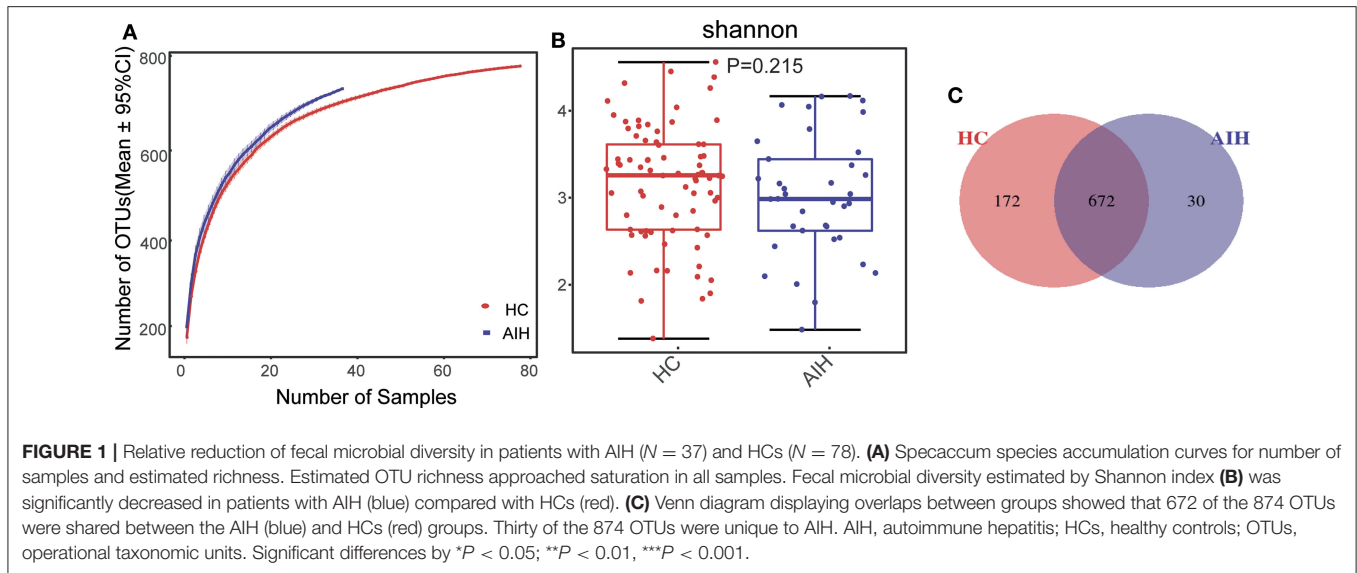 A
Number of OTUs(Mean ± 95%CI)
800
600
400
200
0
20
40
60
80
Number of Samples
HC
AIH
B
shannon
P=0.215
4
3
2
HC
AIH
C
HC
AIH
172
672
30
FIGURE 1 | Relative reduction of fecal microbial diversity in patients with AIH (N = 37) and HCs (N = 78). (A) Specaccum species accumulation curves for number of
samples and estimated richness. Estimated OTU richness approached saturation in all samples. Fecal microbial diversity estimated by Shannon index (B) was
significantly decreased in patients with AIH (blue) compared with HCs (red). (C) Venn diagram displaying overlaps between groups showed that 672 of the 874 OTUs
were shared between the AIH (blue) and HCs (red) groups. Thirty of the 874 OTUs were unique to AIH. AIH, autoimmune hepatitis; HCs, healthy controls; OTUs,
operational taxonomic units. Significant differences by *P < 0.05; **P < 0.01, ***P < 0.001.